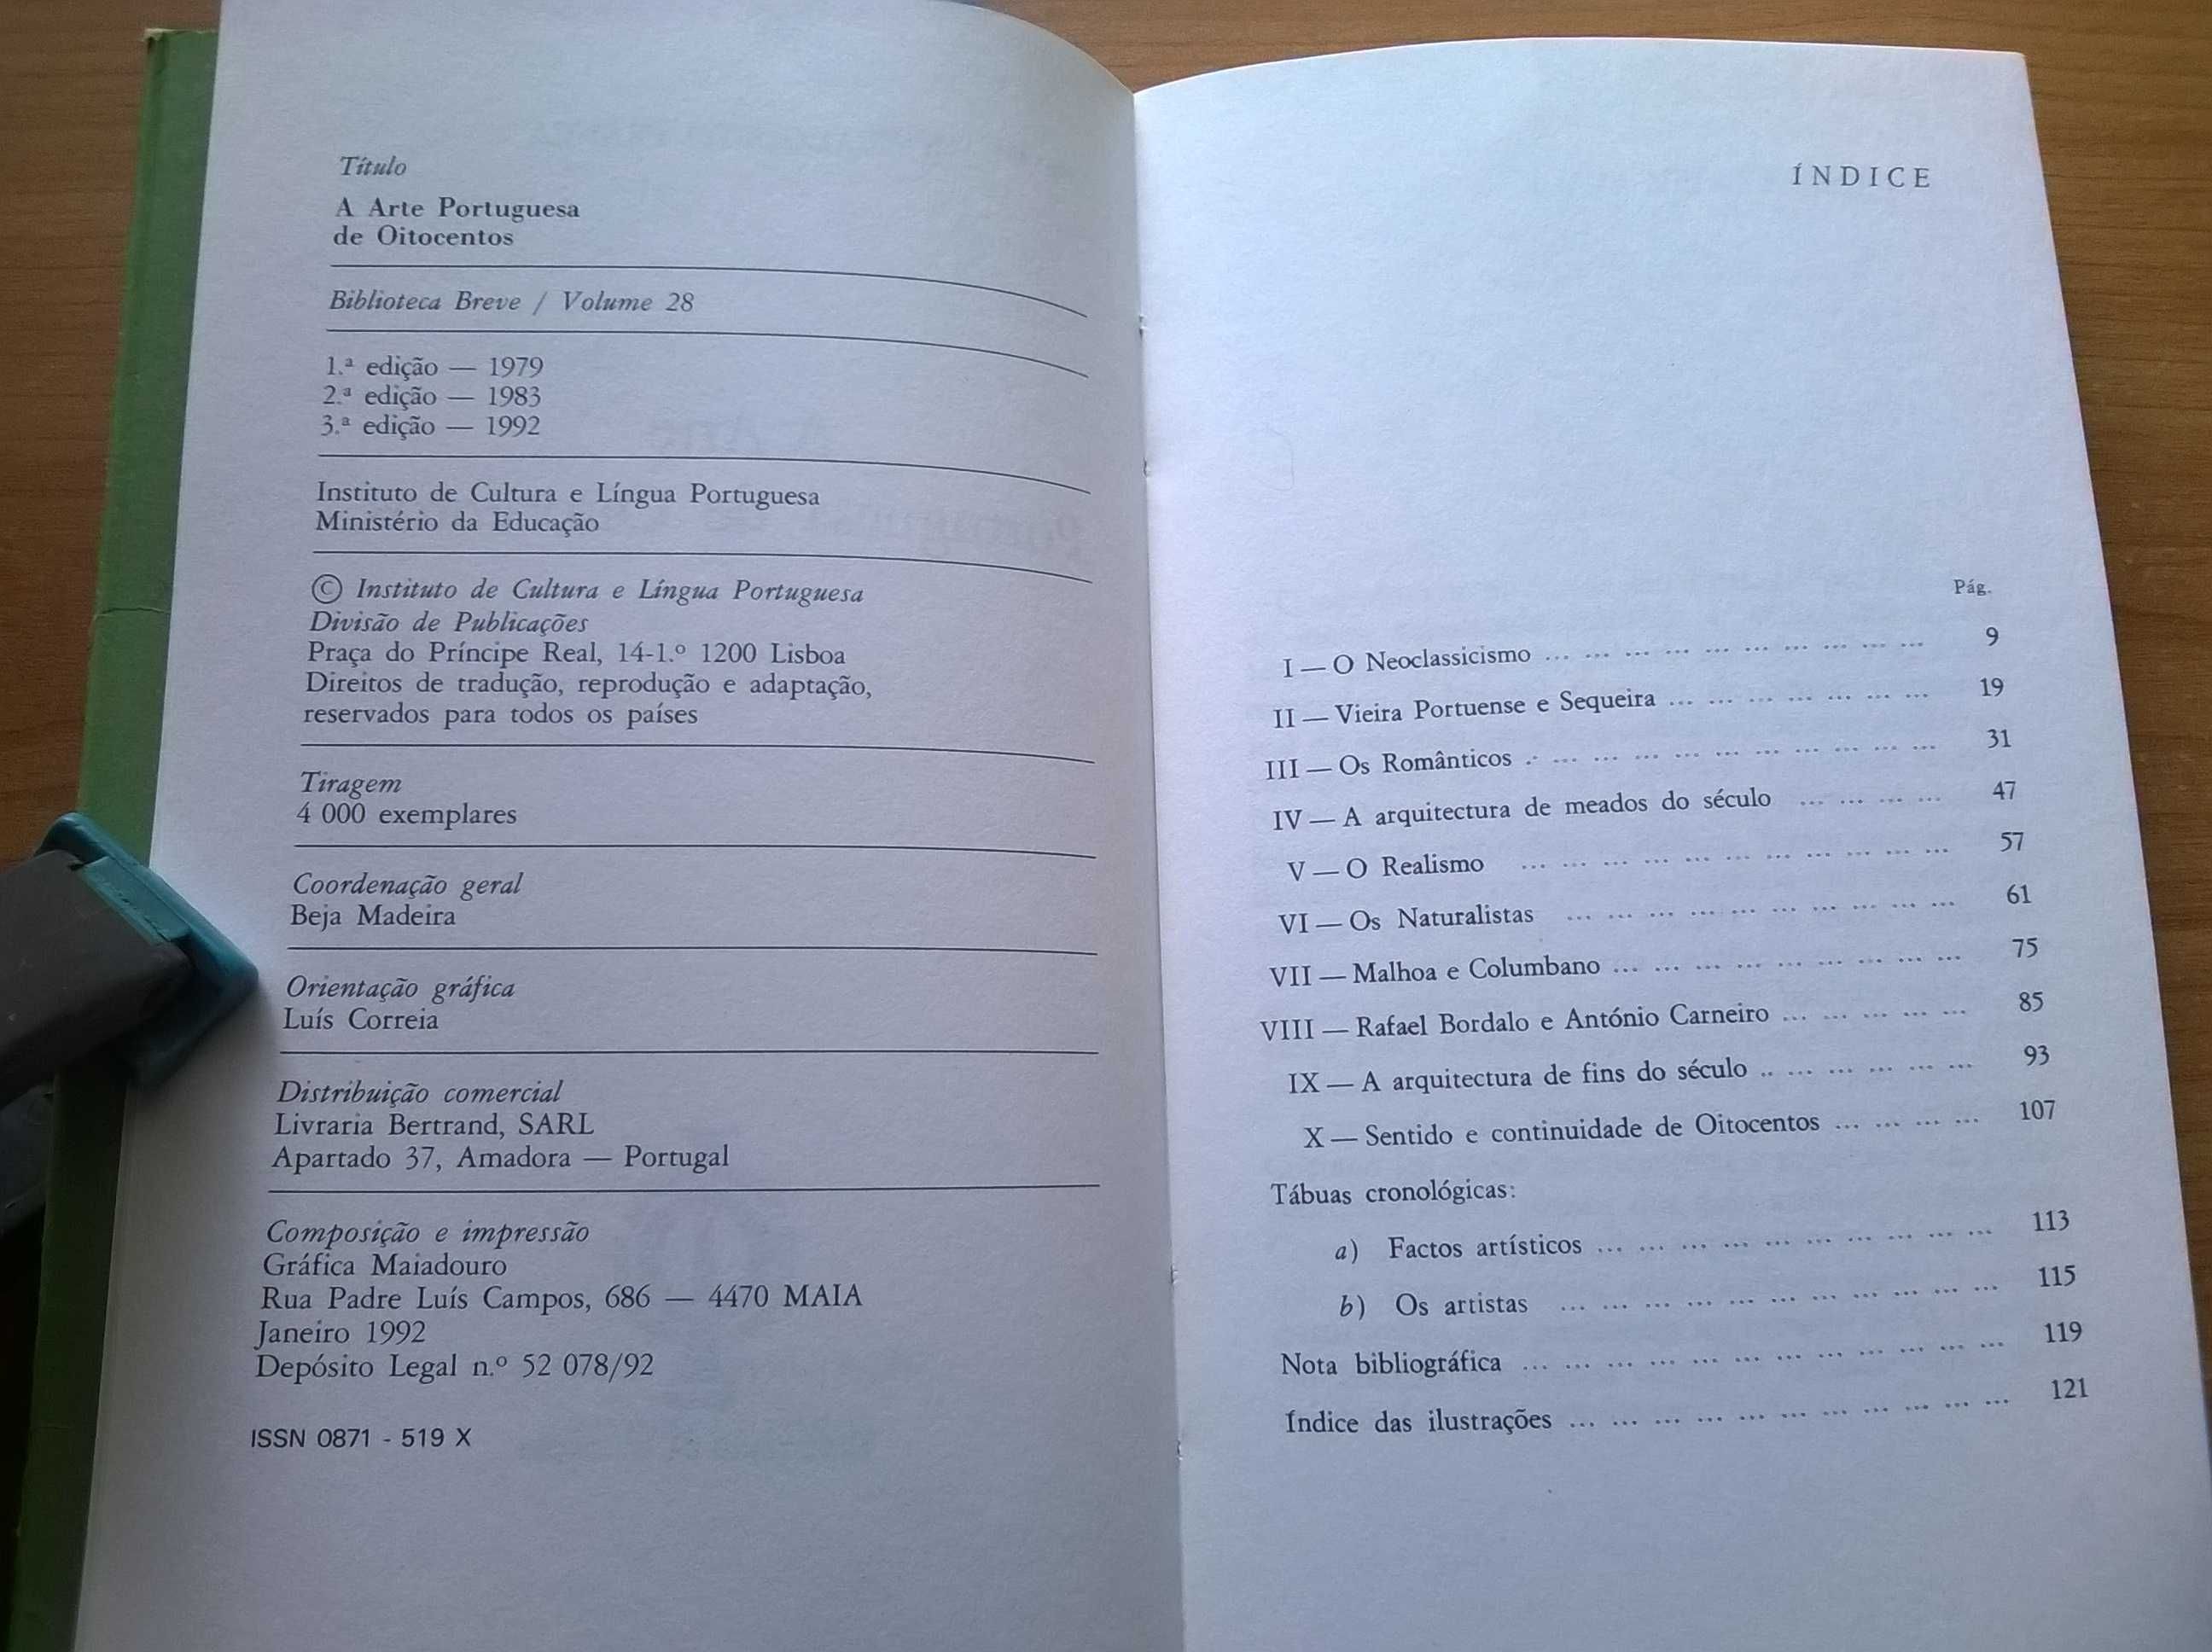 Título
A Arte Portuguesa
de Oitocentos
Biblioteca Breve / Volume 28
1.ª edição — 1979
2.ª edição — 1983
3.ª edição — 1992
Instituto de Cultura e Língua Portuguesa
Ministério da Educação
© Instituto de Cultura e Língua Portuguesa
Divisão de Publicações
Praça do Príncipe Real, 14-1.º 1200 Lisboa
Direitos de tradução, reprodução e adaptação,
reservados para todos os países
Tiragem
4 000 exemplares
Coordenação geral
Beja Madeira
Orientação gráfica
Luís Correia
Distribuição comercial
Livraria Bertrand, SARL
Apartado 37, Amadora — Portugal
Composição e impressão
Gráfica Maiadouro
Rua Padre Luís Campos, 686 — 4470 MAIA
Janeiro 1992
Depósito Legal n.º 52 078/92
ISSN 0871 - 519 X
ÍNDICE
Pág.
I — O Neoclassicismo ... ... ... ... ... ... ... ... ... ... 9
II — Vieira Portuense e Sequeira ... ... ... ... ... ... ... 19
III — Os Românticos .. ... ... ... ... ... ... ... ... ... ... 31
IV — A arquitectura de meados do século ... ... ... ... 47
V — O Realismo ... ... ... ... ... ... ... ... ... ... ... 57
VI — Os Naturalistas ... ... ... ... ... ... ... ... ... ... 61
VII — Malhoa e Columbano ... ... ... ... ... ... ... ... ... 75
VIII — Rafael Bordalo e António Carneiro ... ... ... ... ... 85
IX — A arquitectura de fins do século .. ... ... ... ... ... 93
X — Sentido e continuidade de Oitocentos ... ... ... ... 107
Tábuas cronológicas:
a) Factos artísticos ... ... ... ... ... ... ... ... ... ... 113
b) Os artistas ... ... ... ... ... ... ... ... ... ... ... 115
Nota bibliográfica ... ... ... ... ... ... ... ... ... ... ... ... 119
Índice das ilustrações ... ... ... ... ... ... ... ... ... ... ... 121